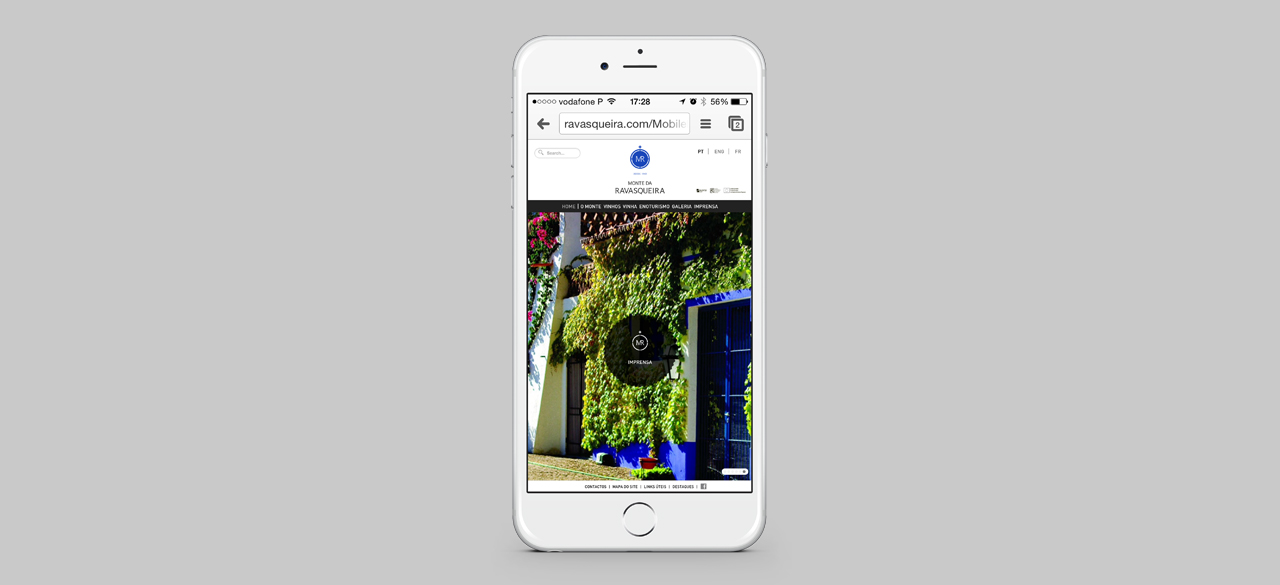 vodafone P 17:28 56%
ravasqueira.com/Mobile
2
Search... PT | ENG | FR
MR
MONTE DA
RAVASQUEIRA
HOME | O MONTE VINHOS VINHA ENOTURISMO GALERIA IMPRENSA
MR
IMPRENSA
CONTACTOS | MAPA DO SITE | LINKS ÚTEIS | DESTAQUES |